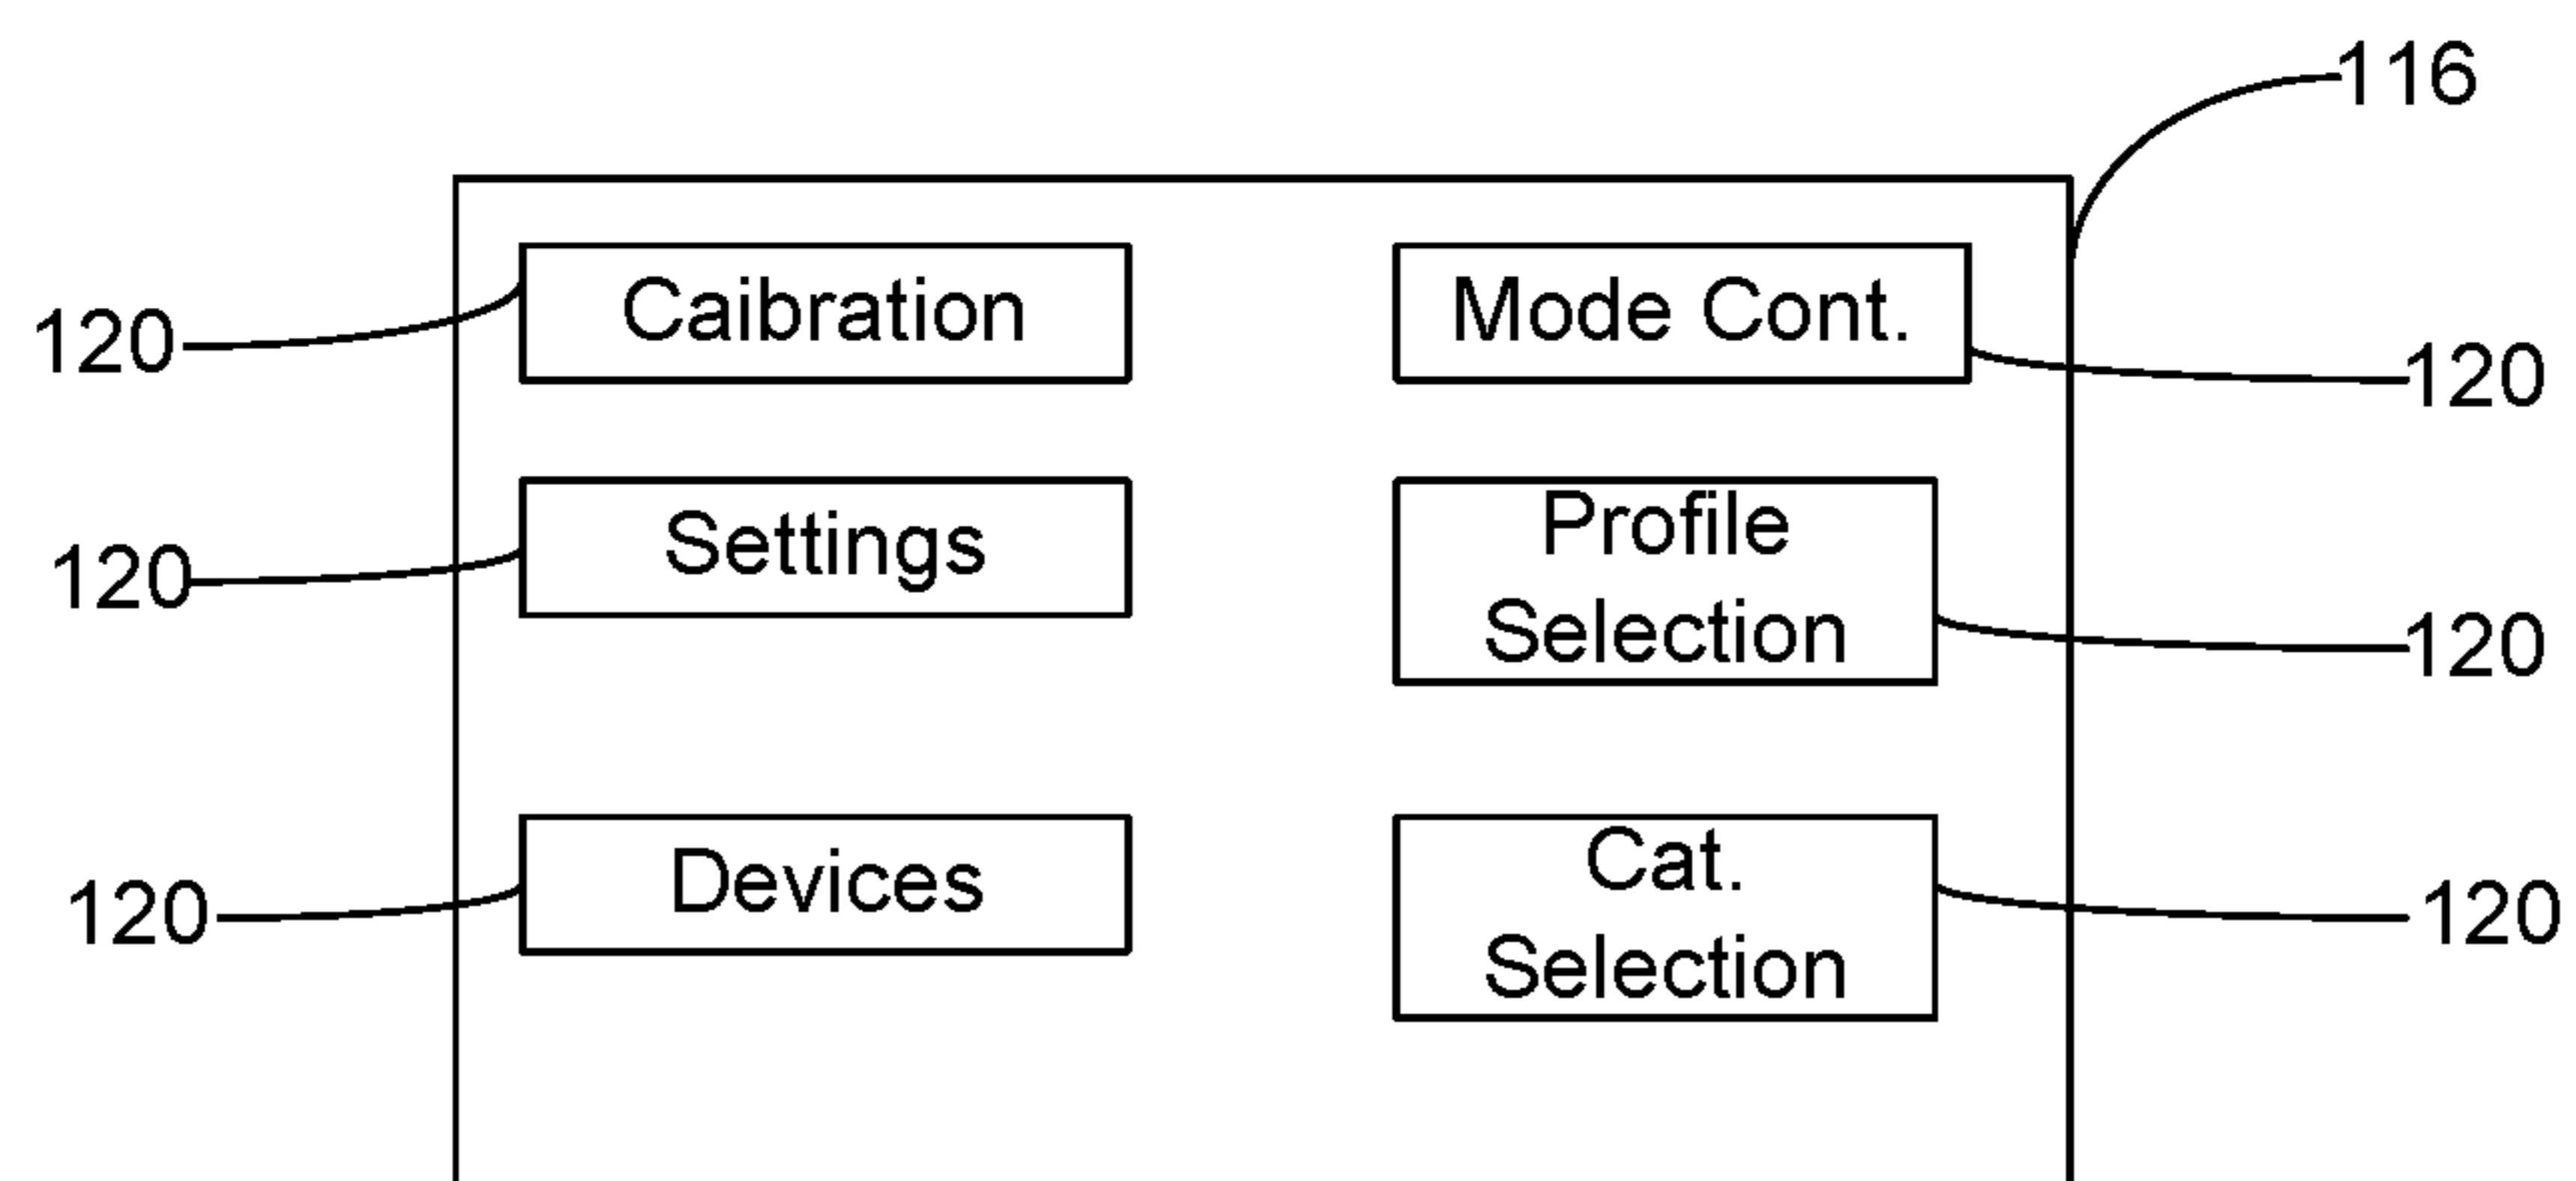 116
120 Caibration Mode Cont. 120
120 Settings Profile
Selection 120
120 Devices Cat.
Selection 120